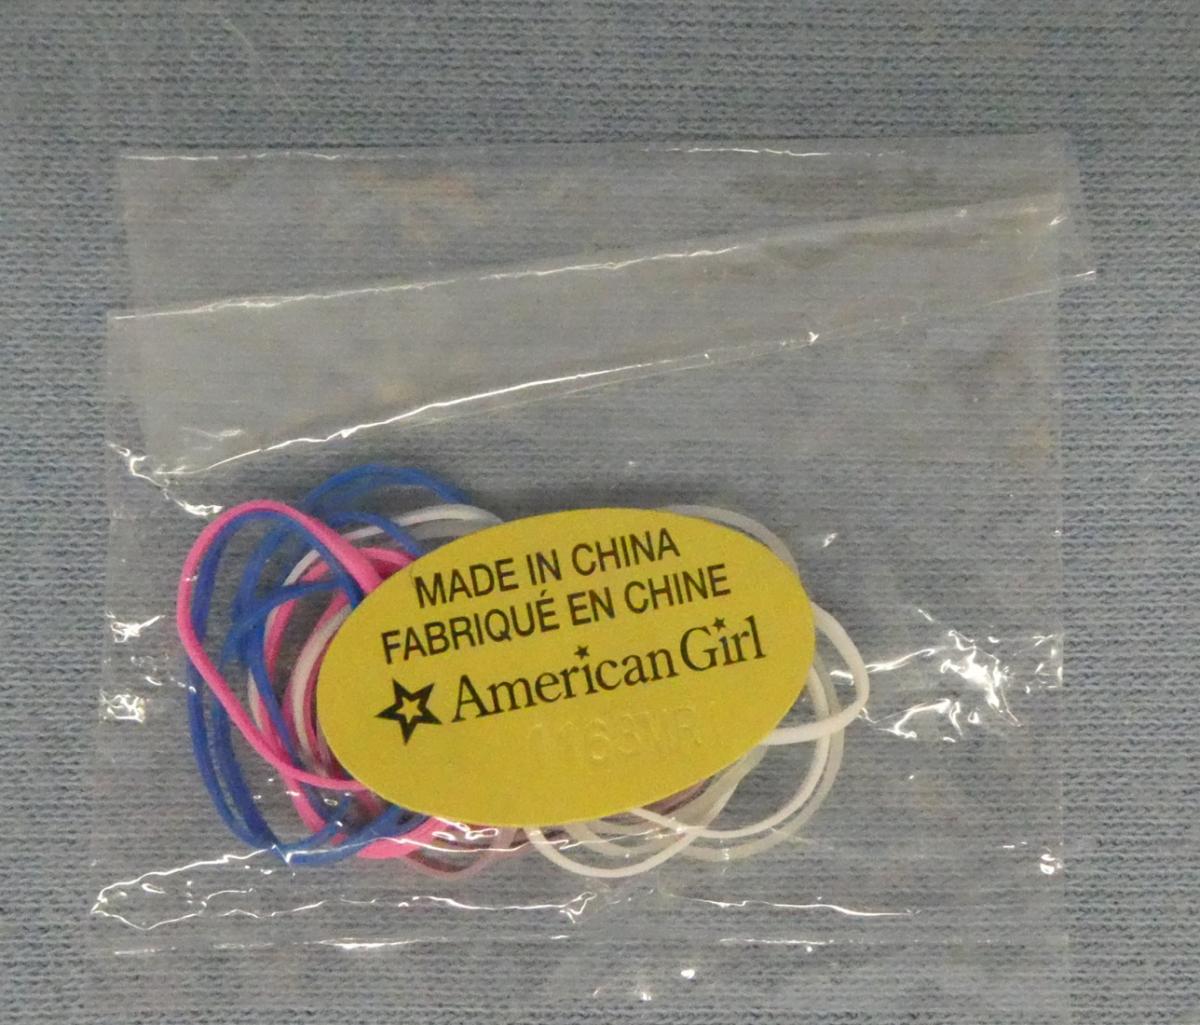 MADE IN CHINA
FABRIQUÉ EN CHINE
American Girl